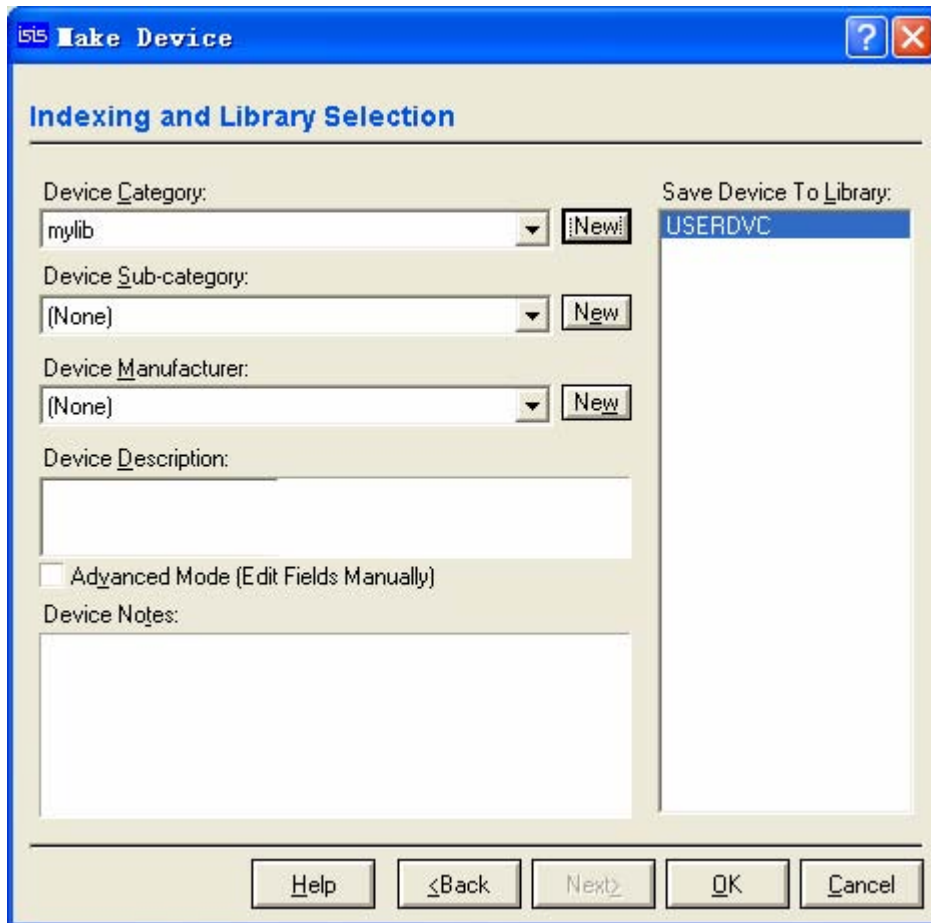 isis Make Device
Indexing and Library Selection
Device Category:
mylib
New
Device Sub-category:
(None)
New
Device Manufacturer:
(None)
New
Device Description:
Advanced Mode (Edit Fields Manually)
Device Notes:
Save Device To Library:
USERDVC
Help
<Back
Next>
OK
Cancel